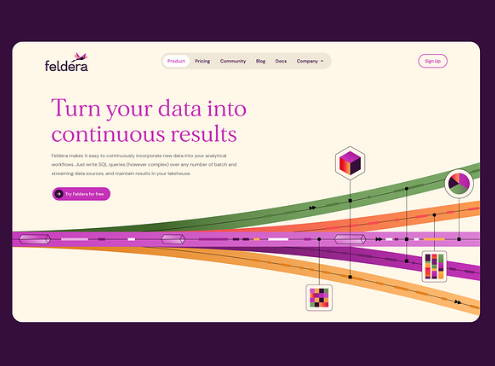 feldera
Product Pricing Community Blog Docs Company
Sign Up
Turn your data into
continuous results
Feldera makes it easy to continuously incorporate new data into your analytical
workflows. Just write SQL queries (however complex) over any number of batch and
streaming data sources, and maintain results in your lakehouse.
Try Feldera for free